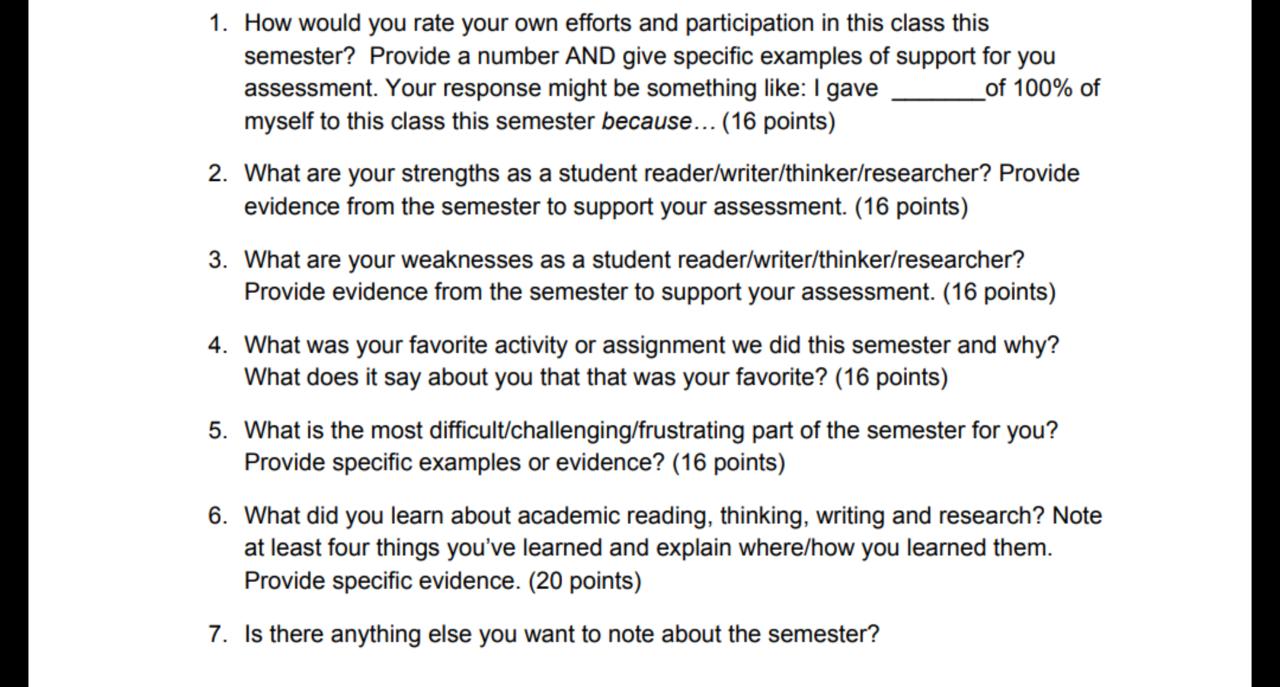 1. How would you rate your own efforts and participation in this class this
semester?  Provide a number AND give specific examples of support for you
assessment. Your response might be something like: I gave _______of 100% of
myself to this class this semester because… (16 points)
2. What are your strengths as a student reader/writer/thinker/researcher? Provide
evidence from the semester to support your assessment. (16 points)
3. What are your weaknesses as a student reader/writer/thinker/researcher?
Provide evidence from the semester to support your assessment. (16 points)
4. What was your favorite activity or assignment we did this semester and why?
What does it say about you that that was your favorite? (16 points)
5. What is the most difficult/challenging/frustrating part of the semester for you?
Provide specific examples or evidence? (16 points)
6. What did you learn about academic reading, thinking, writing and research? Note
at least four things you’ve learned and explain where/how you learned them.
Provide specific evidence. (20 points)
7. Is there anything else you want to note about the semester?